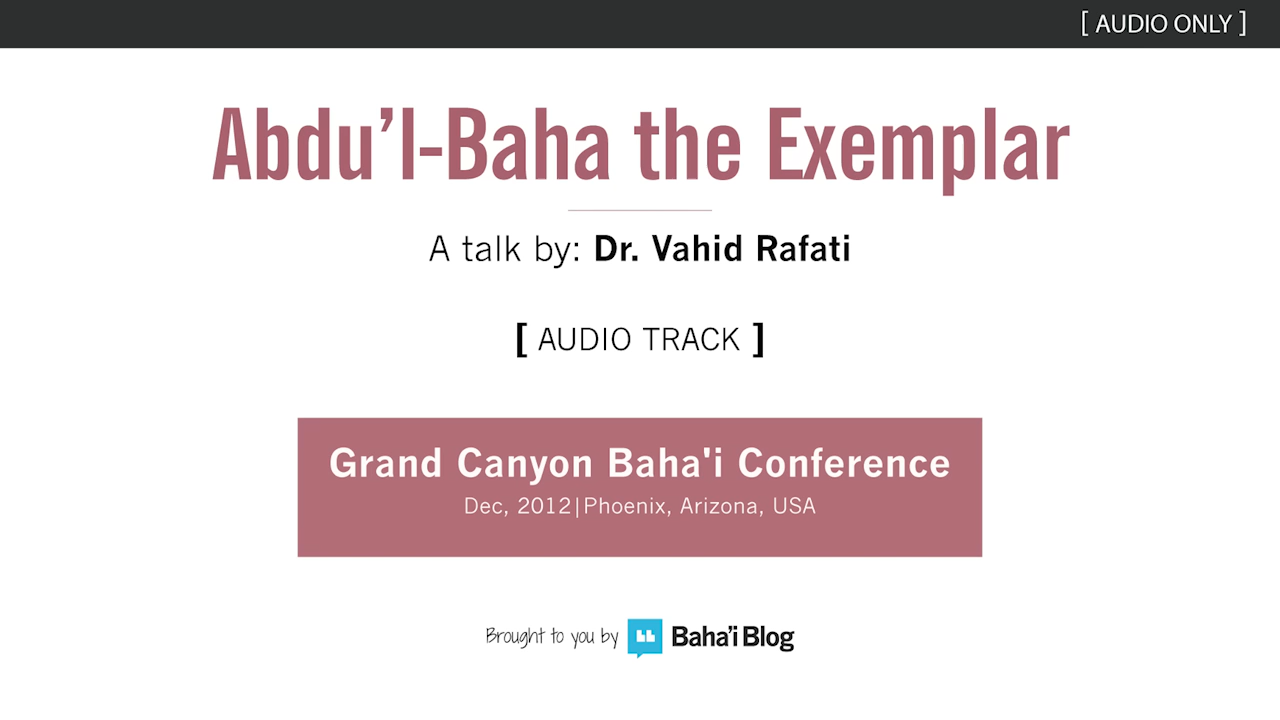 [ AUDIO ONLY ]
Abdu’l-Baha the Exemplar
A talk by: Dr. Vahid Rafati
[ AUDIO TRACK ]
Grand Canyon Baha'i Conference
Dec, 2012|Phoenix, Arizona, USA
Brought to you by Baha’i Blog